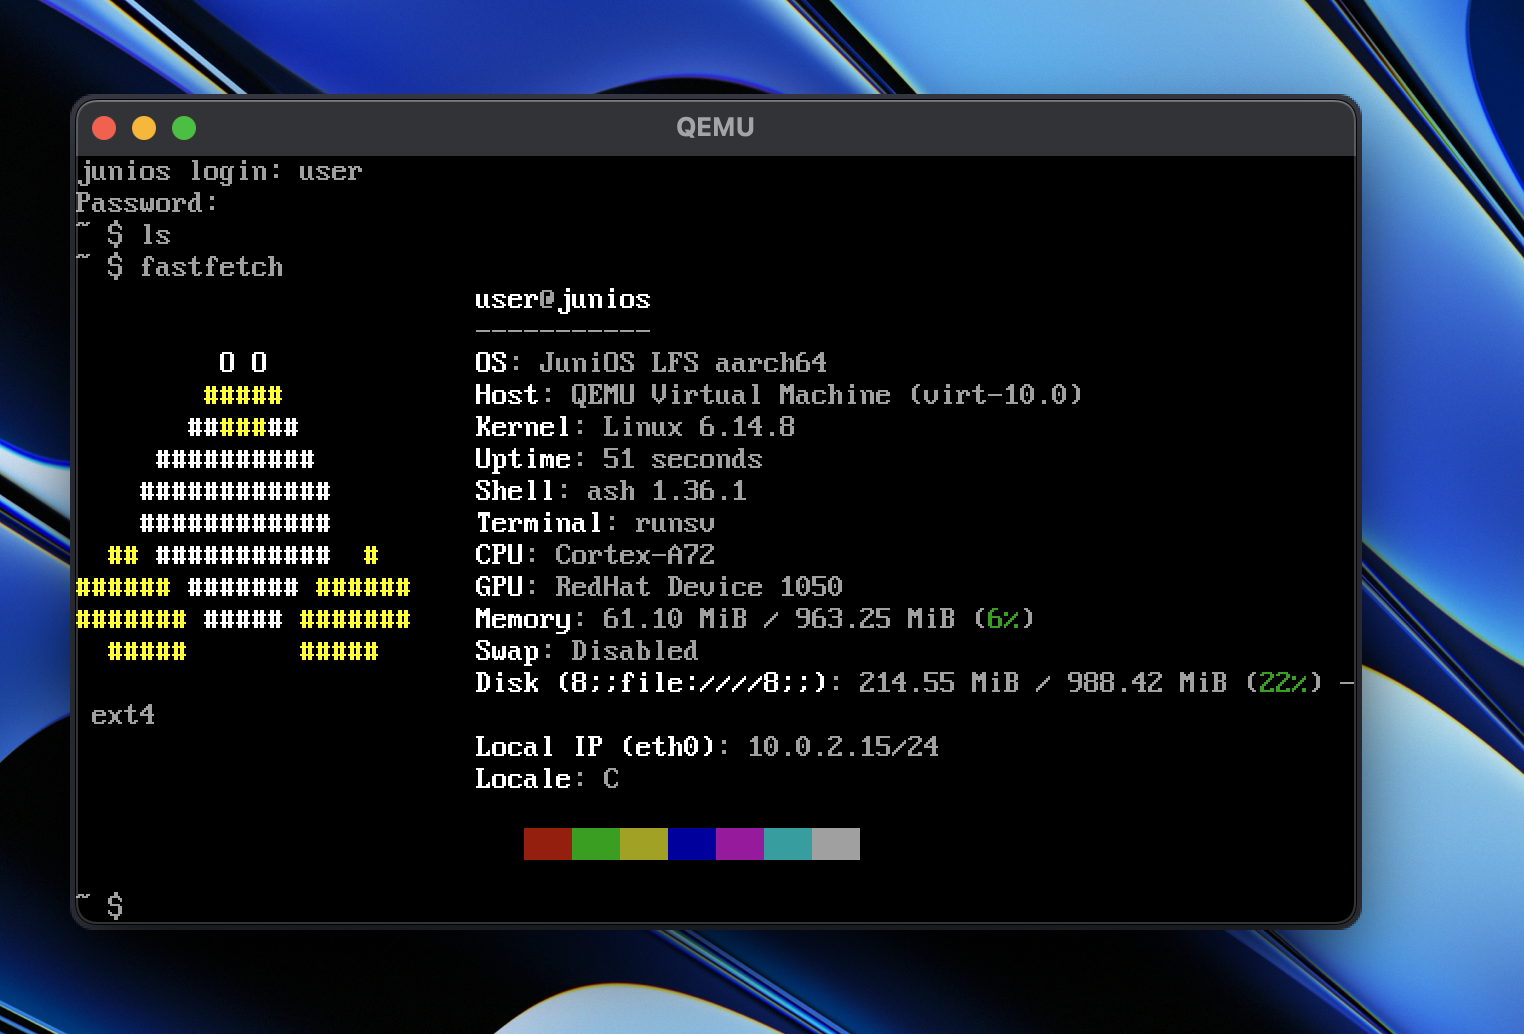 QEMU
junios login: user
Password:
~ $ ls
~ $ fastfetch
user@junios
-----------
O O
OS: JuniOS LFS aarch64
#####
Host: QEMU Virtual Machine (virt-10.0)
#######
Kernel: Linux 6.14.8
##########
Uptime: 51 seconds
############
Shell: ash 1.36.1
############
Terminal: runsv
## ########### #
CPU: Cortex-A72
###### ####### ######
GPU: RedHat Device 1050
####### ##### #######
Memory: 61.10 MiB / 963.25 MiB (6%)
##### #####
Swap: Disabled
Disk (8;;file:////8;;): 214.55 MiB / 988.42 MiB (22%) -
ext4
Local IP (eth0): 10.0.2.15/24
Locale: C
~ $